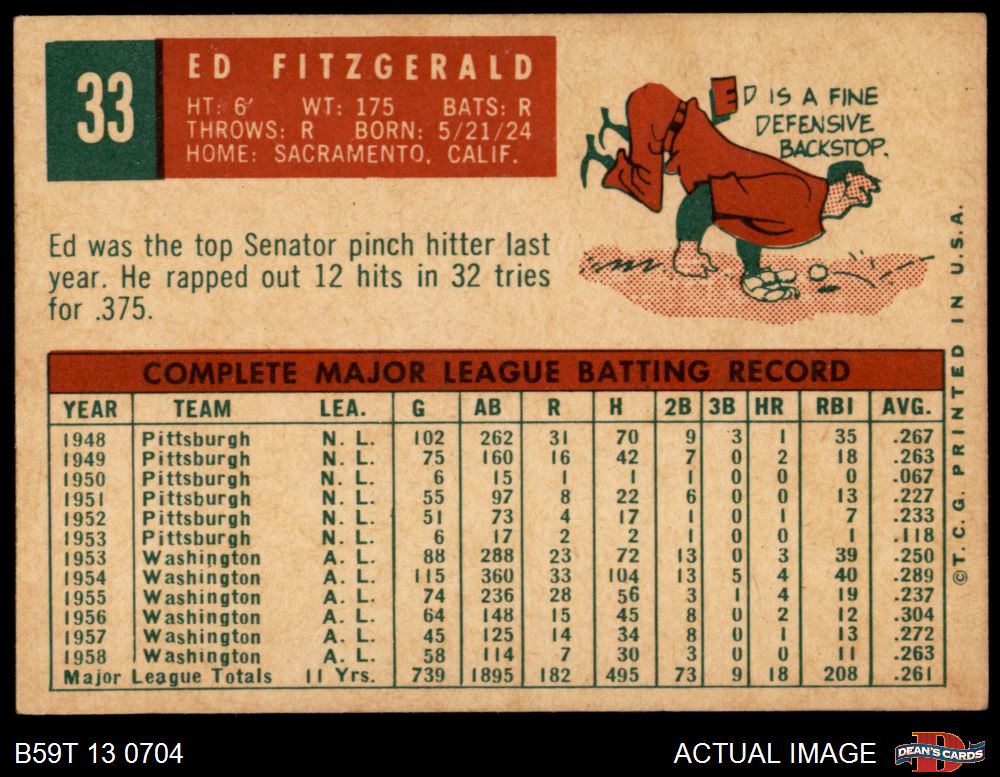 33
ED FITZGERALD
HT: 6' WT: 175 BATS: R
THROWS: R BORN: 5/21/24
HOME: SACRAMENTO, CALIF.
ED IS A FINE
DEFENSIVE
BACKSTOP.
Ed was the top Senator pinch hitter last
year. He rapped out 12 hits in 32 tries
for .375.
COMPLETE MAJOR LEAGUE BATTING RECORD
YEAR TEAM LEA. G AB R H 2B 3B HR RBI AVG.
1948 Pittsburgh N. L. 102 262 31 70 9 3 1 35 .267
1949 Pittsburgh N. L. 75 160 16 42 7 0 2 18 .263
1950 Pittsburgh N. L. 6 15 1 1 1 0 0 0 .067
1951 Pittsburgh N. L. 55 97 8 22 6 0 0 13 .227
1952 Pittsburgh N. L. 51 73 4 17 1 0 1 7 .233
1953 Pittsburgh N. L. 6 17 2 2 1 0 0 1 .118
1953 Washington A. L. 88 288 23 72 13 0 3 39 .250
1954 Washington A. L. 115 360 33 104 13 5 4 40 .289
1955 Washington A. L. 74 236 28 56 3 1 4 19 .237
1956 Washington A. L. 64 148 15 45 8 0 2 12 .304
1957 Washington A. L. 45 125 14 34 8 0 1 13 .272
1958 Washington A. L. 58 114 7 30 3 0 0 11 .263
Major League Totals 11 Yrs. 739 1895 182 495 73 9 18 208 .261
©T. C. G. PRINTED IN U.S.A.
B59T 13 0704
ACTUAL IMAGE
D
DEAN'S CARDS